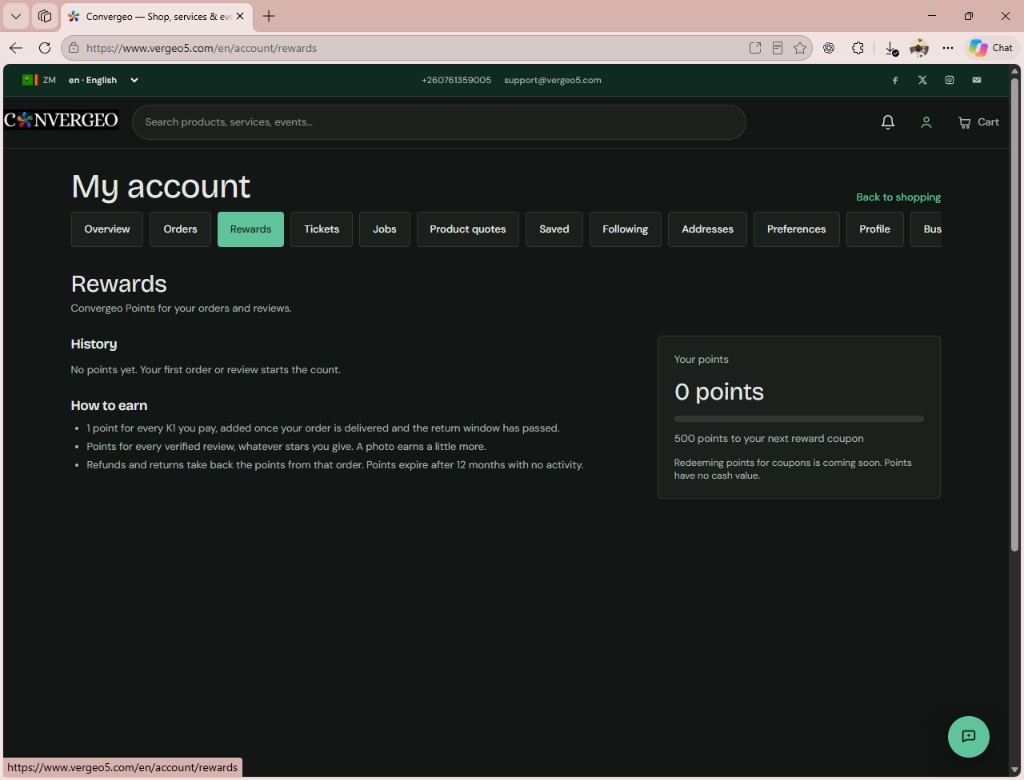 Convergeo — Shop, services & eve
https://www.vergeo5.com/en/account/rewards
Chat
ZM en · English
+260761359005 support@vergeo5.com
CONVERGEO
Search products, services, events...
Cart
My account
Back to shopping
Overview Orders Rewards Tickets Jobs Product quotes Saved Following Addresses Preferences Profile Bus
Rewards
Convergeo Points for your orders and reviews.
History
No points yet. Your first order or review starts the count.
How to earn
• 1 point for every K1 you pay, added once your order is delivered and the return window has passed.
• Points for every verified review, whatever stars you give. A photo earns a little more.
• Refunds and returns take back the points from that order. Points expire after 12 months with no activity.
Your points
0 points
500 points to your next reward coupon
Redeeming points for coupons is coming soon. Points
have no cash value.
https://www.vergeo5.com/en/account/rewards